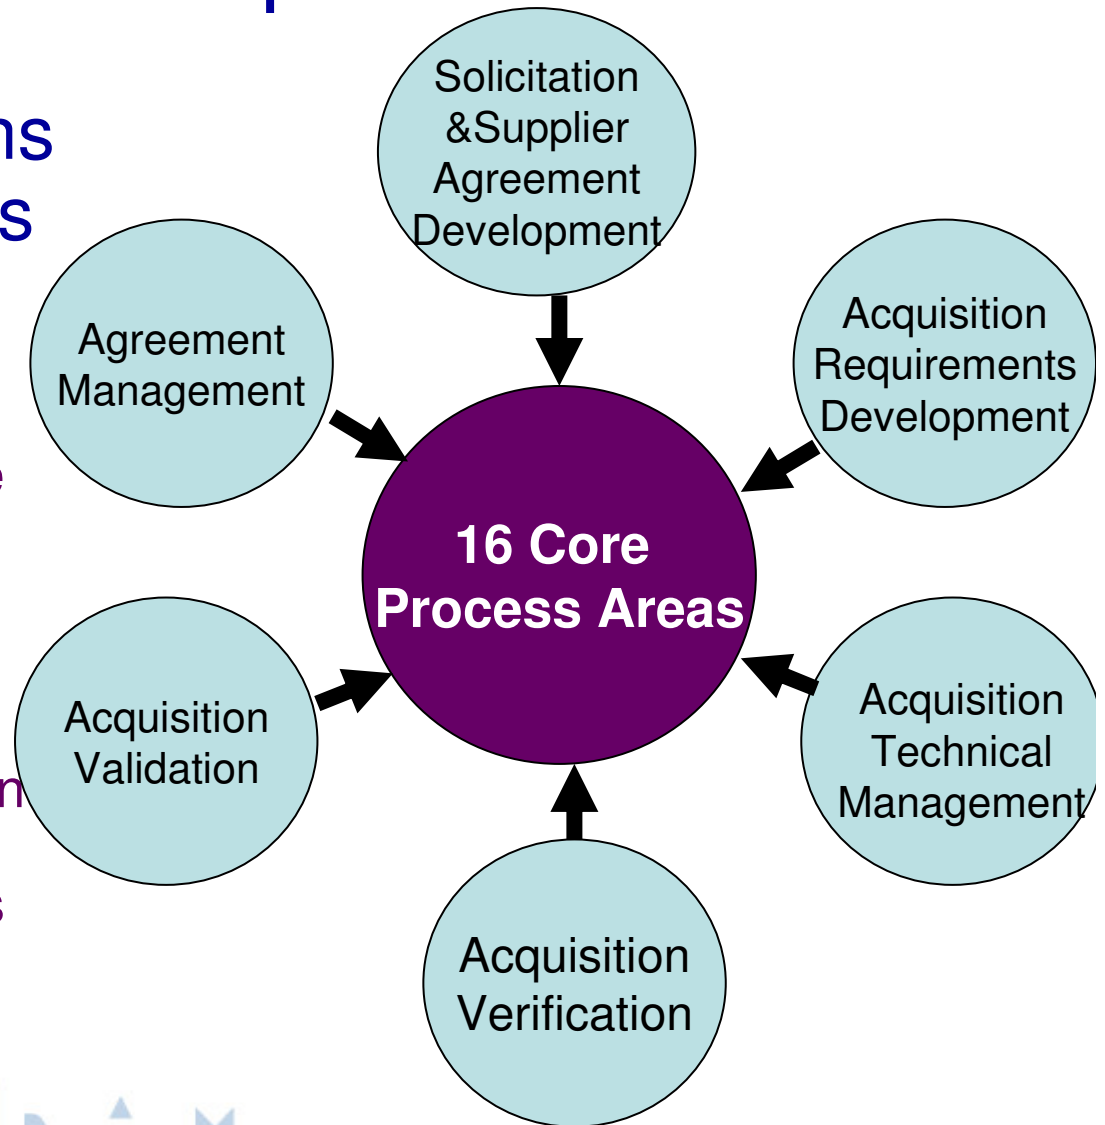 ns
s
Solicitation
&Supplier
Agreement
Development
Agreement
Management
Acquisition
Requirements
Development
e
16 Core
Process Areas
Acquisition
Validation
Acquisition
Technical
Management
n
s
Acquisition
Verification